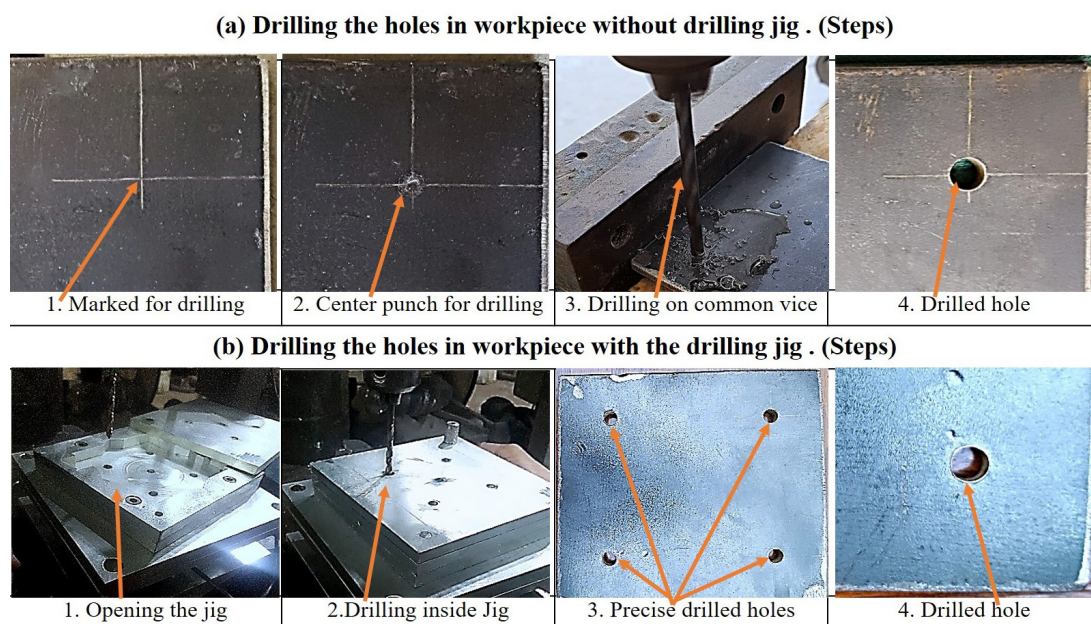 (a) Drilling the holes in workpiece without drilling jig . (Steps)
1. Marked for drilling
2. Center punch for drilling
3. Drilling on common vice
4. Drilled hole
(b) Drilling the holes in workpiece with the drilling jig . (Steps)
1. Opening the jig
2.Drilling inside Jig
3. Precise drilled holes
4. Drilled hole